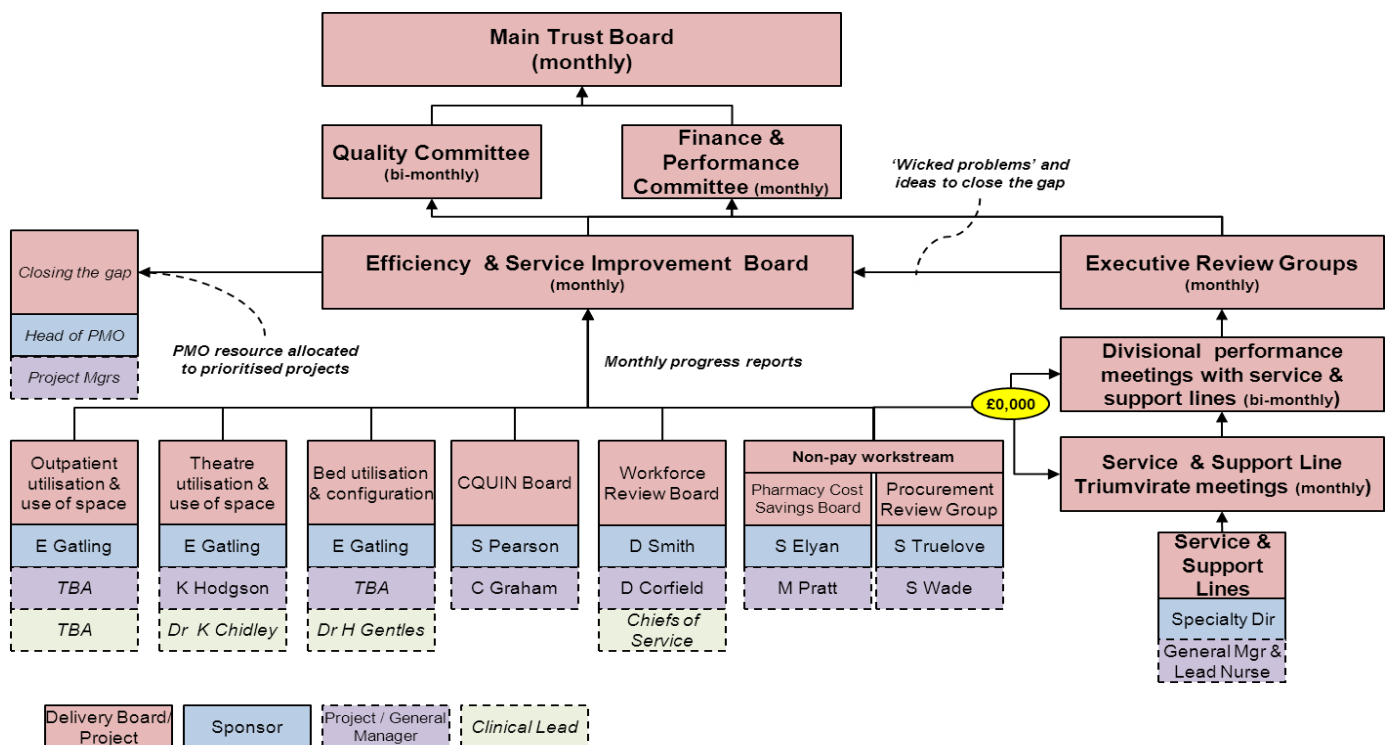 Main Trust Board
(monthly)
Quality Committee
(bi-monthly)
Finance &
Performance
Committee (monthly)
‘Wicked problems’ and
ideas to close the gap
Closing the gap
Head of PMO
Project Mgrs
Efficiency & Service Improvement Board
(monthly)
Executive Review Groups
(monthly)
PMO resource allocated
to prioritised projects
Monthly progress reports
Divisional performance
meetings with service &
support lines (bi-monthly)
£0,000
Service & Support Line
Triumvirate meetings (monthly)
Service &
Support
Lines
Specialty Dir
General Mgr &
Lead Nurse
Outpatient
utilisation &
use of space
E Gatling
TBA
TBA
Theatre
utilisation &
use of space
E Gatling
K Hodgson
Dr K Chidley
Bed utilisation
& configuration
E Gatling
TBA
Dr H Gentles
CQUIN Board
S Pearson
C Graham
Workforce
Review Board
D Smith
D Corfield
Chiefs of
Service
Non-pay workstream
Pharmacy Cost
Savings Board
S Elyan
M Pratt
Procurement
Review Group
S Truelove
S Wade
Delivery Board/
Project
Sponsor
Project / General
Manager
Clinical Lead